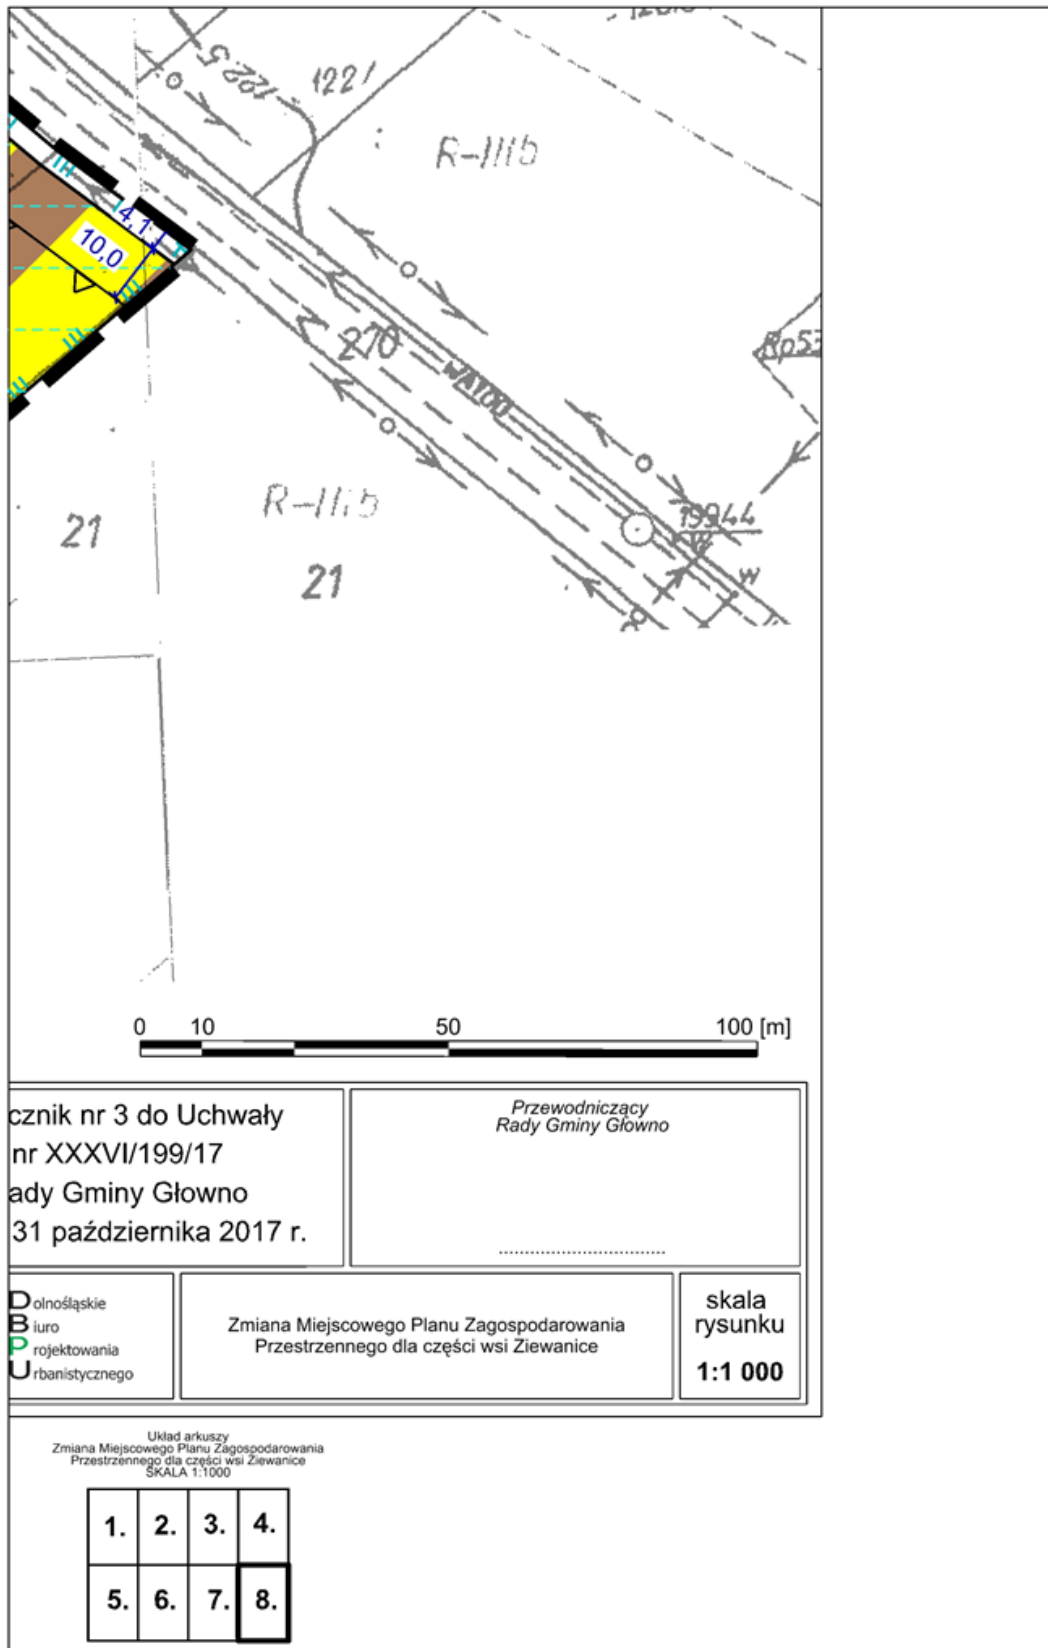 122,5
1221
R-IIIb
4,1
10,0
270
WA100
Rp53
R-IIIb
21
21
19944
W
0 10 50 100 [m]
cznik nr 3 do Uchwały
nr XXXVI/199/17
ady Gminy Głowno
31 października 2017 r.
Przewodniczący
Rady Gminy Głowno
Dolnośląskie
Biuro
Projektowania
Urbanistycznego
Zmiana Miejscowego Planu Zagospodarowania
Przestrzennego dla części wsi Ziewanice
skala
rysunku
1:1 000
Układ arkuszy
Zmiana Miejscowego Planu Zagospodarowania
Przestrzennego dla części wsi Ziewanice
SKALA 1:1000
1. 2. 3. 4.
5. 6. 7. 8.